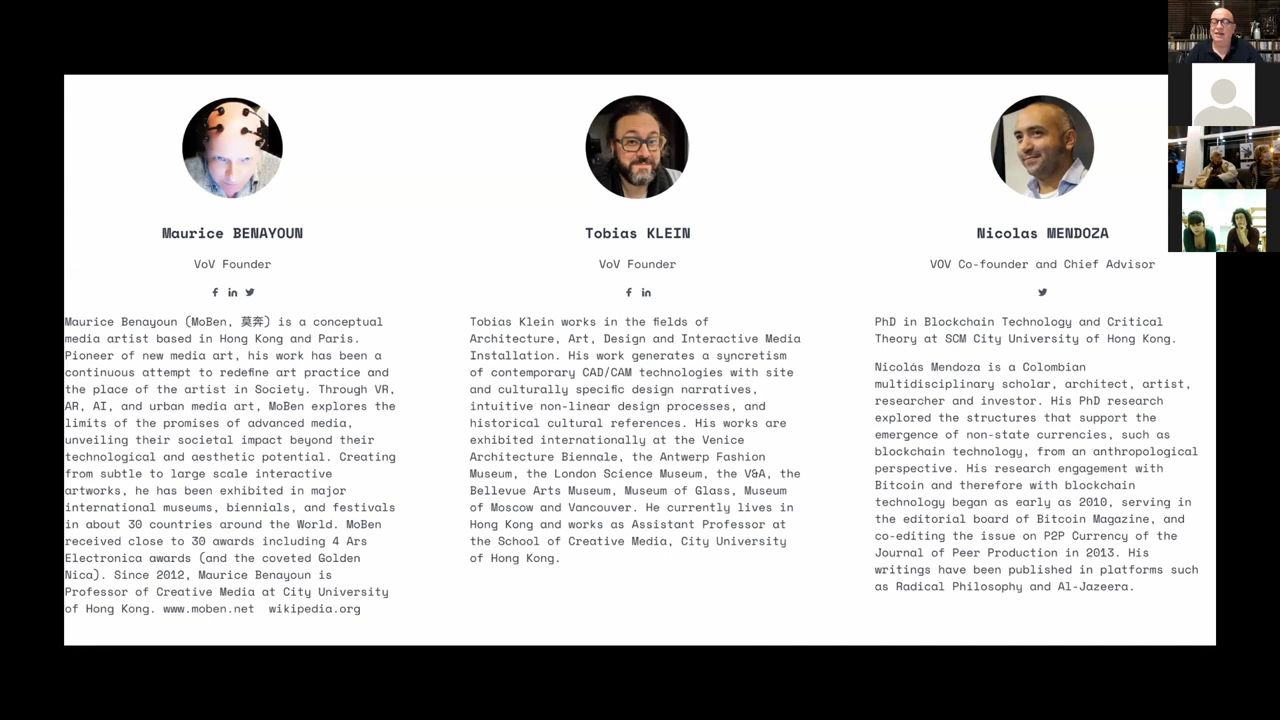 Maurice BENAYOUN
VoV Founder
Maurice Benayoun (MoBen, 莫奔) is a conceptual
media artist based in Hong Kong and Paris.
Pioneer of new media art, his work has been a
continuous attempt to redefine art practice and
the place of the artist in Society. Through VR,
AR, AI, and urban media art, MoBen explores the
limits of the promises of advanced media,
unveiling their societal impact beyond their
technological and aesthetic potential. Creating
from subtle to large scale interactive
artworks, he has been exhibited in major
international museums, biennials, and festivals
in about 30 countries around the World. MoBen
received close to 30 awards including 4 Ars
Electronica awards (and the coveted Golden
Nica). Since 2012, Maurice Benayoun is
Professor of Creative Media at City University
of Hong Kong. www.moben.net wikipedia.org
Tobias KLEIN
VoV Founder
Tobias Klein works in the fields of
Architecture, Art, Design and Interactive Media
Installation. His work generates a syncretism
of contemporary CAD/CAM technologies with site
and culturally specific design narratives,
intuitive non-linear design processes, and
historical cultural references. His works are
exhibited internationally at the Venice
Architecture Biennale, the Antwerp Fashion
Museum, the London Science Museum, the V&A, the
Bellevue Arts Museum, Museum of Glass, Museum
of Moscow and Vancouver. He currently lives in
Hong Kong and works as Assistant Professor at
the School of Creative Media, City University
of Hong Kong.
Nicolas MENDOZA
VOV Co-founder and Chief Advisor
PhD in Blockchain Technology and Critical
Theory at SCM City University of Hong Kong.
Nicolás Mendoza is a Colombian
multidisciplinary scholar, architect, artist,
researcher and investor. His PhD research
explored the structures that support the
emergence of non-state currencies, such as
blockchain technology, from an anthropological
perspective. His research engagement with
Bitcoin and therefore with blockchain
technology began as early as 2010, serving in
the editorial board of Bitcoin Magazine, and
co-editing the issue on P2P Currency of the
Journal of Peer Production in 2013. His
writings have been published in platforms such
as Radical Philosophy and Al-Jazeera.